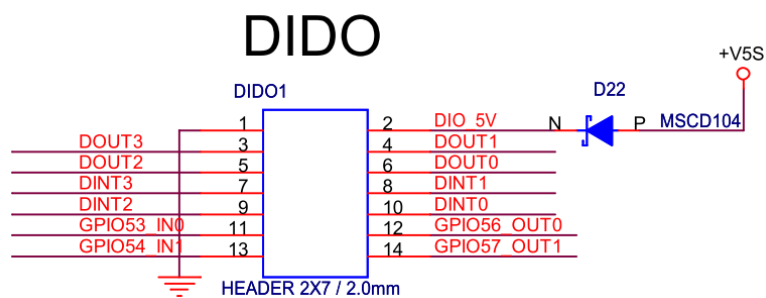 DIDO
+V5S
DIDO1
D22
1 2 DIO_5V N P MSCD104
DOUT3 3 4 DOUT1
DOUT2 5 6 DOUT0
DINT3 7 8 DINT1
DINT2 9 10 DINT0
GPIO53_IN0 11 12 GPIO56_OUT0
GPIO54_IN1 13 14 GPIO57_OUT1
HEADER 2X7 / 2.0mm